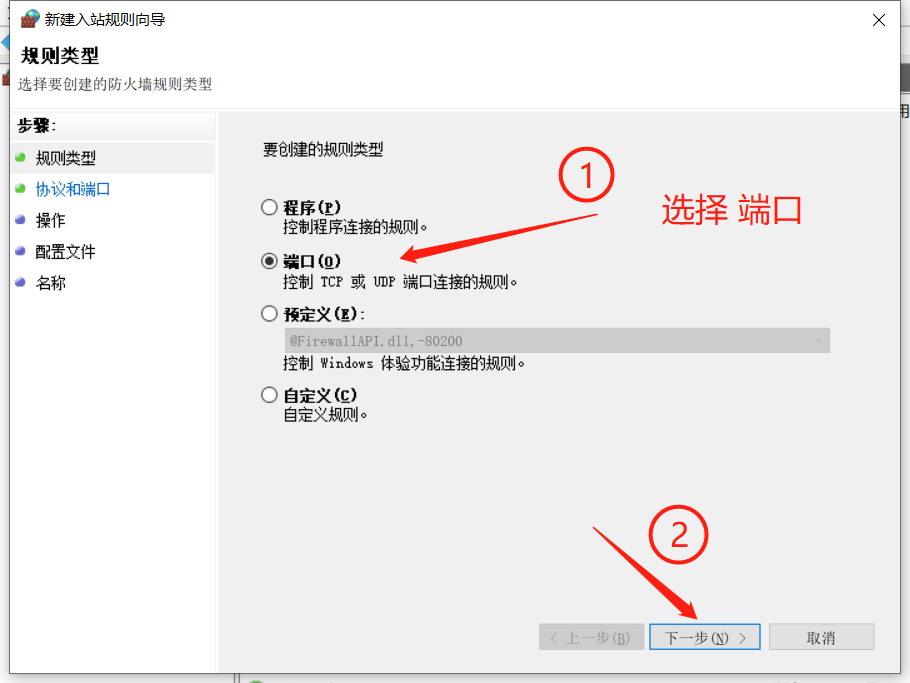 新建入站规则向导
规则类型
选择要创建的防火墙规则类型
步骤:
规则类型
协议和端口
操作
配置文件
名称
要创建的规则类型
程序(P)
控制程序连接的规则。
端口(O)
控制 TCP 或 UDP 端口连接的规则。
预定义(E):
@FirewallAPI.dll,-80200
控制 Windows 体验功能连接的规则。
自定义(C)
自定义规则。
1
选择 端口
2
< 上一步(B)
下一步(N) >
取消
用